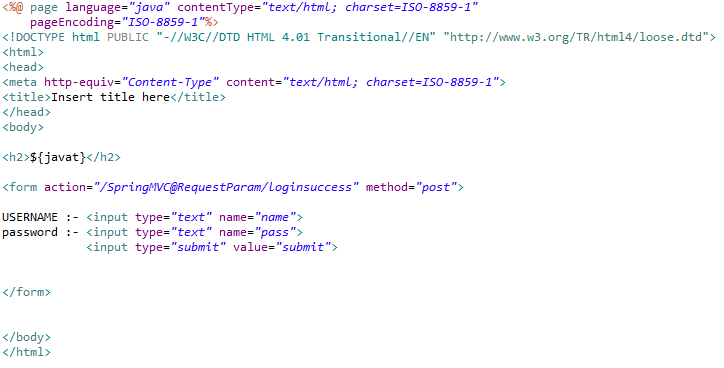 <%@ page language="java" contentType="text/html; charset=ISO-8859-1"
    pageEncoding="ISO-8859-1"%>
<!DOCTYPE html PUBLIC "-//W3C//DTD HTML 4.01 Transitional//EN" "http://www.w3.org/TR/html4/loose.dtd">
<html>
<head>
<meta http-equiv="Content-Type" content="text/html; charset=ISO-8859-1">
<title>Insert title here</title>
</head>
<body>
<h2>${javat}</h2>
<form action="/SpringMVC@RequestParam/loginsuccess" method="post">
USERNAME :- <input type="text" name="name">
password :- <input type="text" name="pass">
            <input type="submit" value="submit">
</form>
</body>
</html>